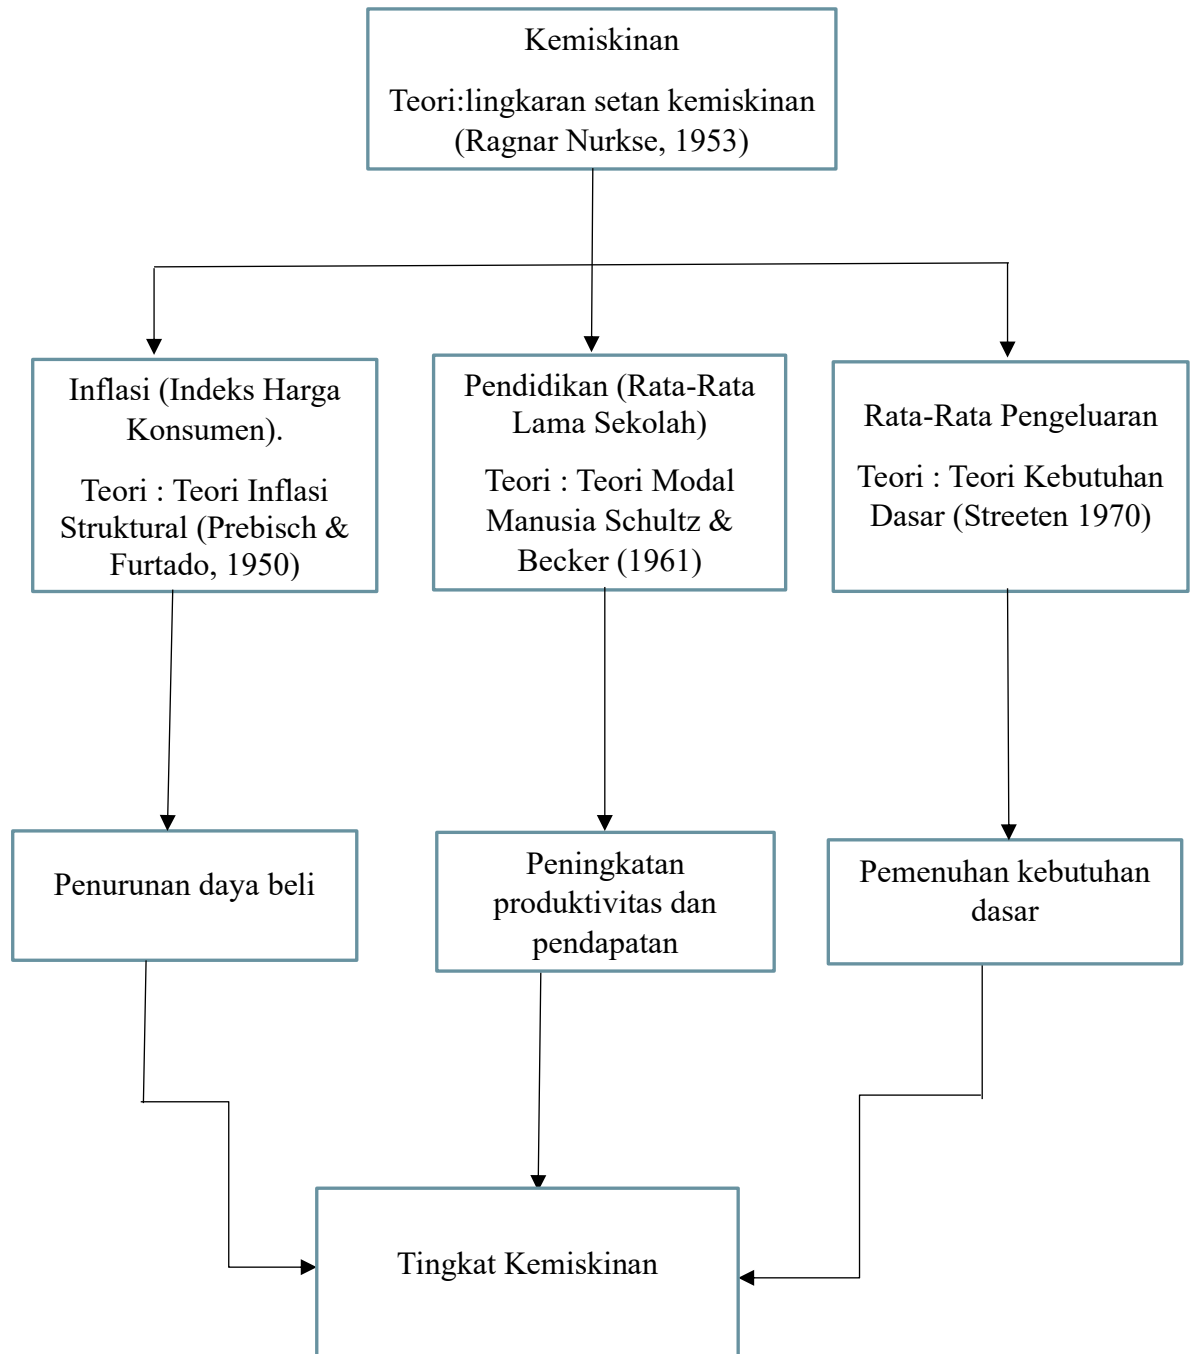 Kemiskinan
Teori:lingkaran setan kemiskinan
(Ragnar Nurkse, 1953)
Inflasi (Indeks Harga
Konsumen).
Teori : Teori Inflasi
Struktural (Prebisch &
Furtado, 1950)
Pendidikan (Rata-Rata
Lama Sekolah)
Teori : Teori Modal
Manusia Schultz &
Becker (1961)
Rata-Rata Pengeluaran
Teori : Teori Kebutuhan
Dasar (Streeten 1970)
Penurunan daya beli
Peningkatan
produktivitas dan
pendapatan
Pemenuhan kebutuhan
dasar
Tingkat Kemiskinan